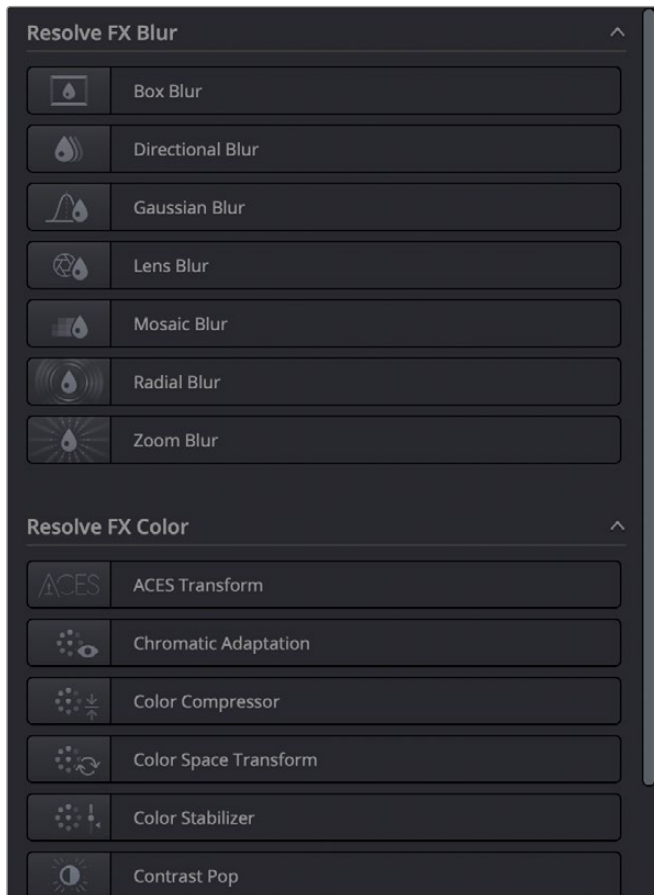 Resolve FX Blur
Box Blur
Directional Blur
Gaussian Blur
Lens Blur
Mosaic Blur
Radial Blur
Zoom Blur
Resolve FX Color
ACES ACES Transform
Chromatic Adaptation
Color Compressor
Color Space Transform
Color Stabilizer
Contrast Pop